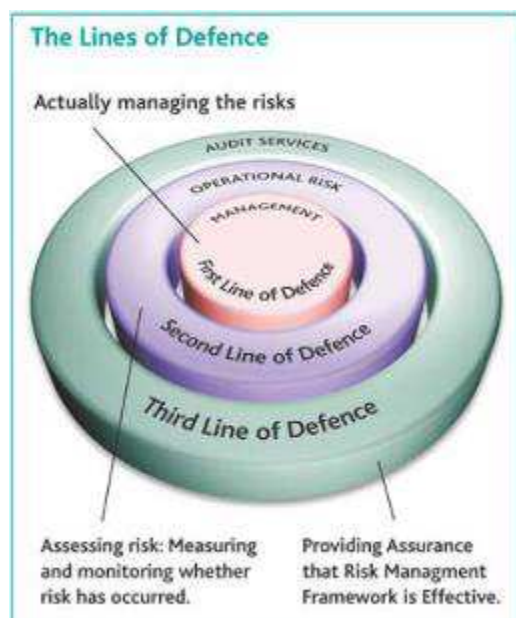 The Lines of Defence
Actually managing the risks
AUDIT SERVICES
OPERATIONAL RISK
MANAGEMENT
First Line of Defence
Second Line of Defence
Third Line of Defence
Assessing risk: Measuring
and monitoring whether
risk has occurred.
Providing Assurance
that Risk Managment
Framework is Effective.